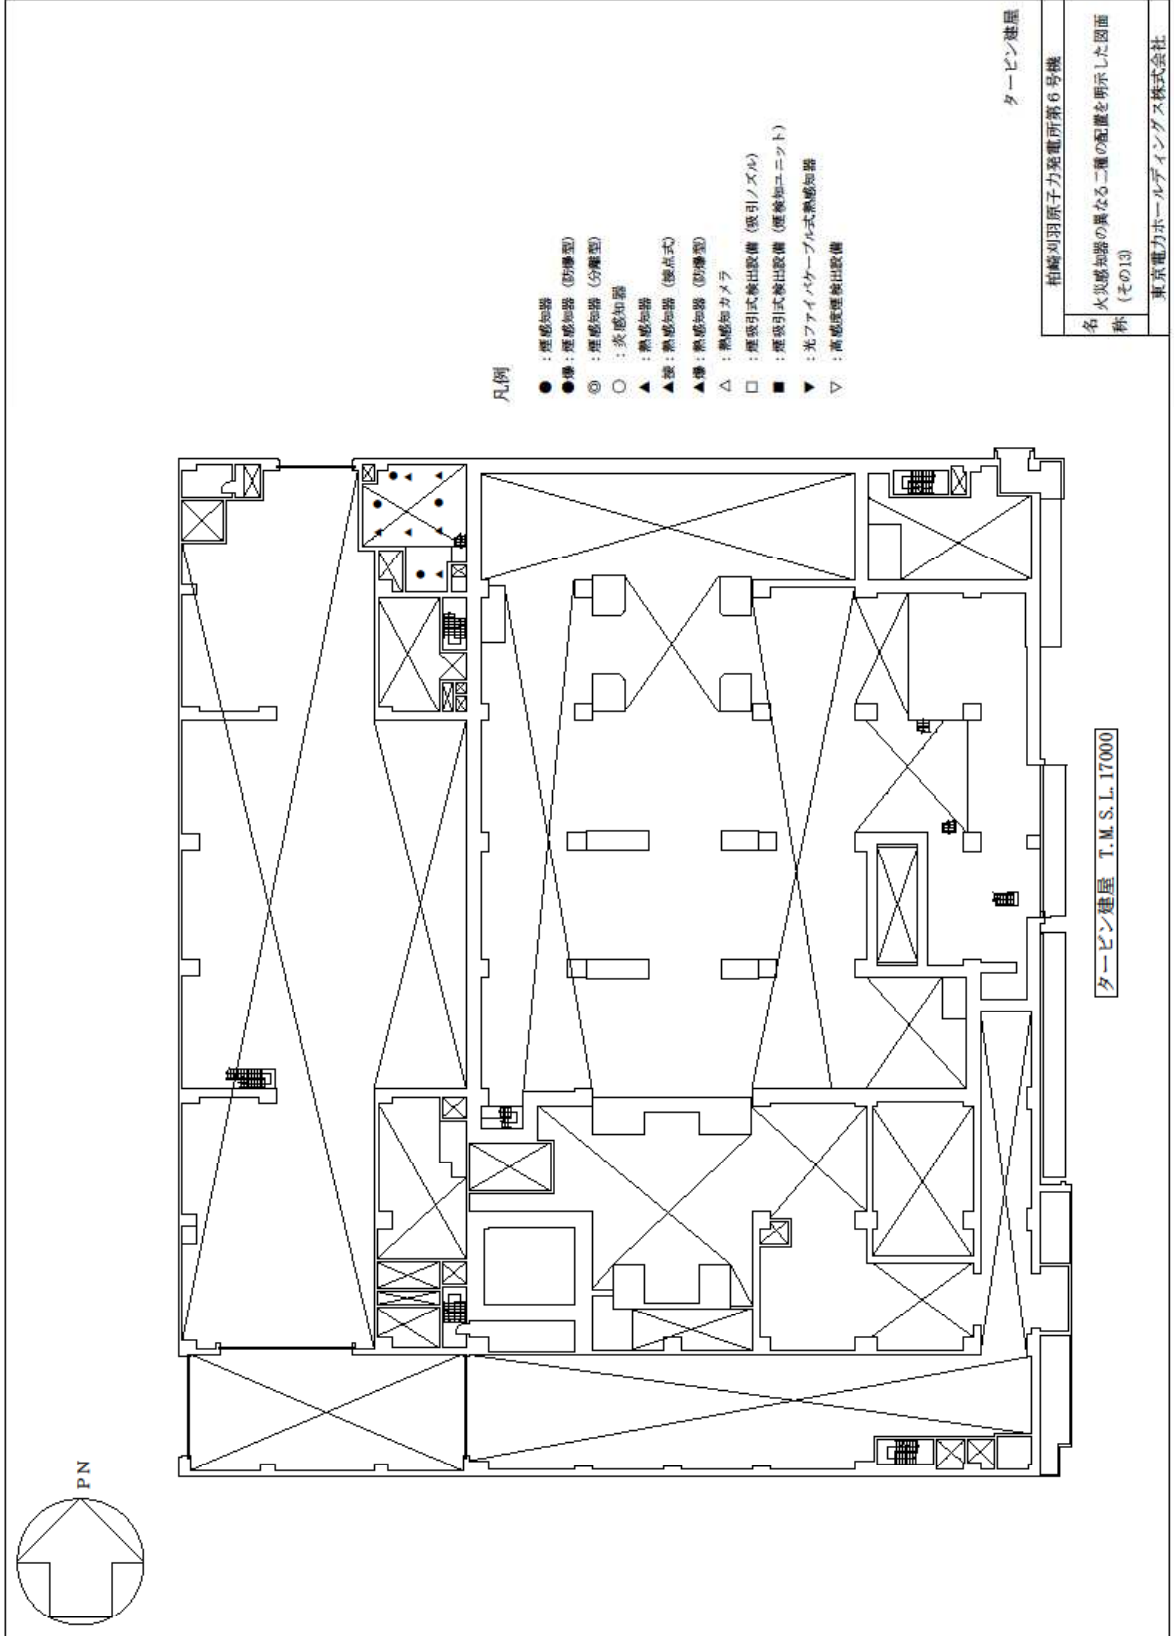 PN
凡例
● ：煙感知器
●爆：煙感知器（防爆型）
◎ ：煙感知器（分離型）
○ ：炎感知器
▲ ：熱感知器
▲接：熱感知器（接点式）
▲爆：熱感知器（防爆型）
△ ：熱感知カメラ
□ ：煙吸引式検出設備（吸引ノズル）
■ ：煙吸引式検出設備（煙検知ユニット）
▼ ：光ファイバケーブル式熱感知器
▽ ：高感度煙検出設備
タービン建屋 T.M.S.L.17000
タービン建屋
柏崎刈羽原子力発電所第6号機
名称
火災感知器の異なる二種の配置を明示した図面
（その13）
東京電力ホールディングス株式会社